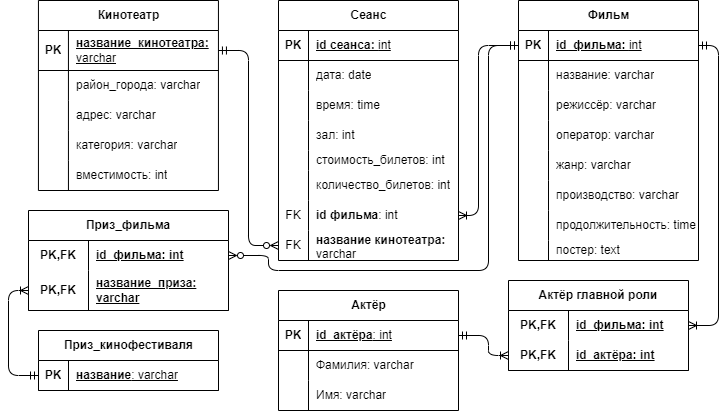 Кинотеатр
PK название_кинотеатра:
varchar
район_города: varchar
адрес: varchar
категория: varchar
вместимость: int
Сеанс
PK id сеанса: int
дата: date
время: time
зал: int
стоимость_билетов: int
количество_билетов: int
FK id фильма: int
FK название кинотеатра:
varchar
Фильм
PK id_фильма: int
название: varchar
режиссёр: varchar
оператор: varchar
жанр: varchar
производство: varchar
продолжительность: time
постер: text
Приз_фильма
PK,FK id_фильма: int
PK,FK название_приза:
varchar
Приз_кинофестиваля
PK название: varchar
Актёр
PK id_актёра: int
Фамилия: varchar
Имя: varchar
Актёр главной роли
PK,FK id_фильма: int
PK,FK id_актёра: int